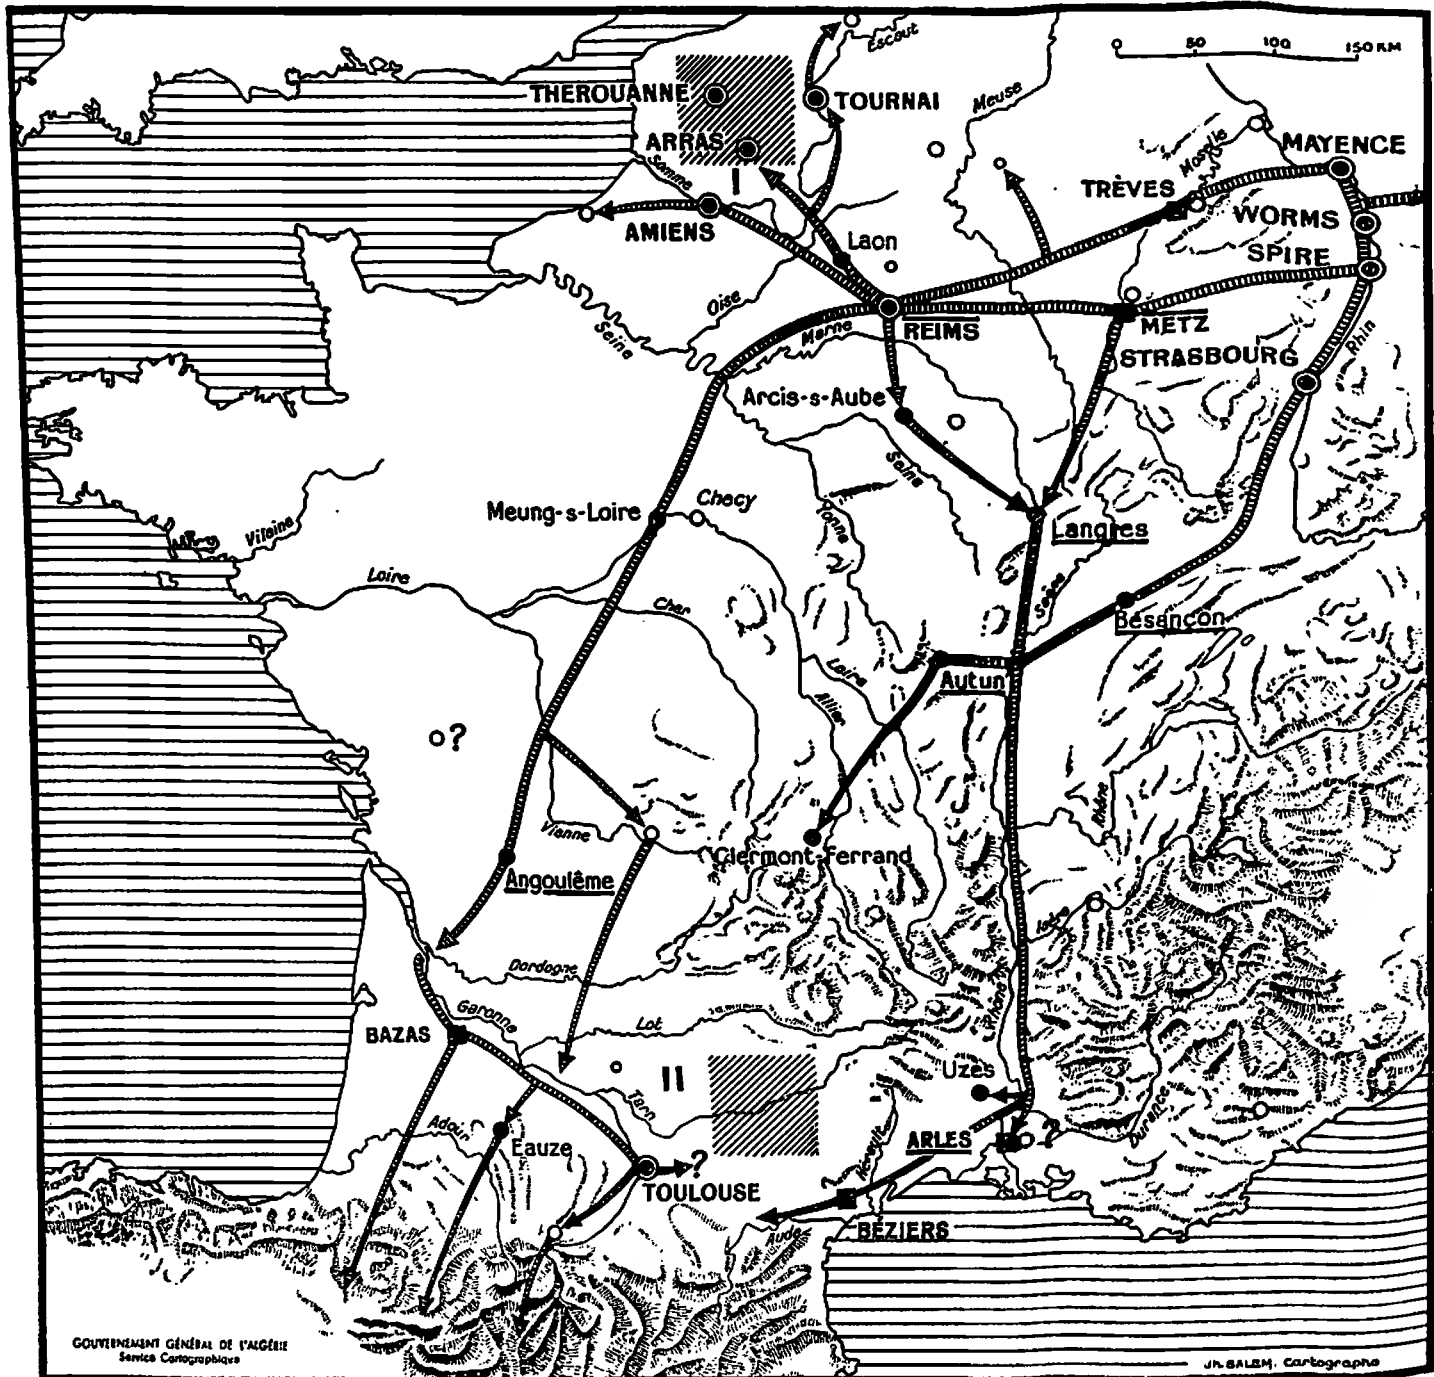 Escaut
50 100 150 KM
THEROUANNE
TOURNAI
Meuse
ARRAS
MAYENCE
Somme
I
Moselle
TRÈVES
WORMS
AMIENS
Laon
SPIRE
Oise
Seine
REIMS
METZ
Marne
Rhin
STRASBOURG
Arcis-s-Aube
Seine
Meung-s-Loire
Checy
Yonne
Langres
Vilaine
Loire
Cher
Saône
Besançon
Loire
Autun
Allier
?
Rhône
Vienne
Clermont-Ferrand
Angoulême
Isère
Dordogne
Rhône
Garonne
Lot
BAZAS
II
Uzès
Tarn
Durance
Adour
Eauze
ARLES
?
Hérault
?
TOULOUSE
BÉZIERS
Aude
GOUVERNEMENT GÉNÉRAL DE L'ALGÉRIE
Service Cartographique
Jh. SALEM, Cartographe